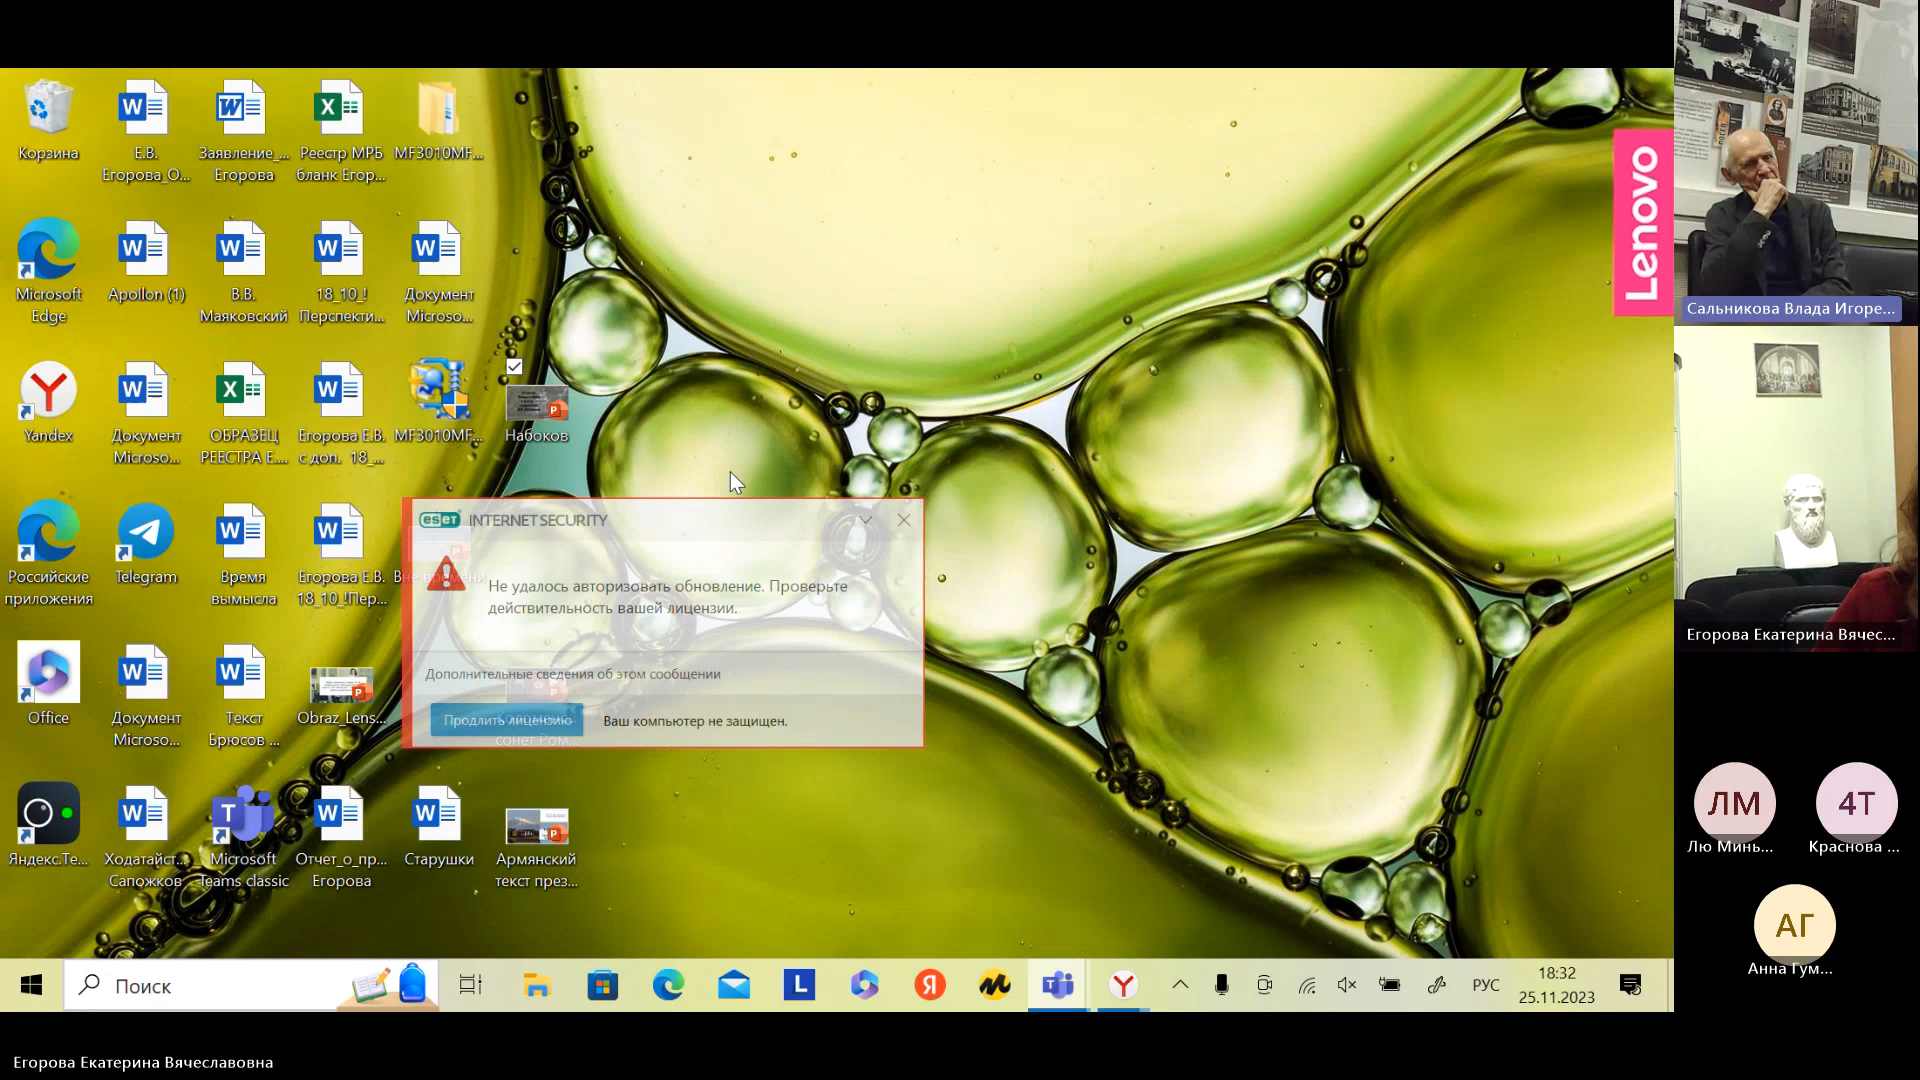 Корзина
Е.В.
Егорова_О...
Заявление_...
Егорова
Реестр МРБ
бланк Егор...
MF3010MF...
Microsoft
Edge
Apollon (1)
В.В.
Маяковский
18_10_!
Перспекти...
Документ
Microso...
Yandex
Документ
Microso...
ОБРАЗЕЦ
РЕЕСТРА Е....
Егорова Е.В.
с доп. 18_...
MF3010MF...
Набоков
Российские
приложения
Telegram
Время
вымысла
Егорова Е.В.
18_10_!Пер...
Office
Документ
Microso...
Текст
Брюсов ...
Obraz_Lens...
сонет Ром...
Яндекс.Те...
Ходатайст...
Сапожков
Microsoft
Teams classic
Отчет_о_пр...
Егорова
Старушки
Армянский
текст през...
eset INTERNET SECURITY
Не удалось авторизовать обновление. Проверьте
действительность вашей лицензии.
Дополнительные сведения об этом сообщении
Продлить лицензию
Ваш компьютер не защищен.
Lenovo
Поиск
РУС
18:32
25.11.2023
Сальникова Влада Игоре...
Егорова Екатерина Вячес...
ЛМ
Лю Минь...
4Т
Краснова ...
АГ
Анна Гум...
Егорова Екатерина Вячеславовна